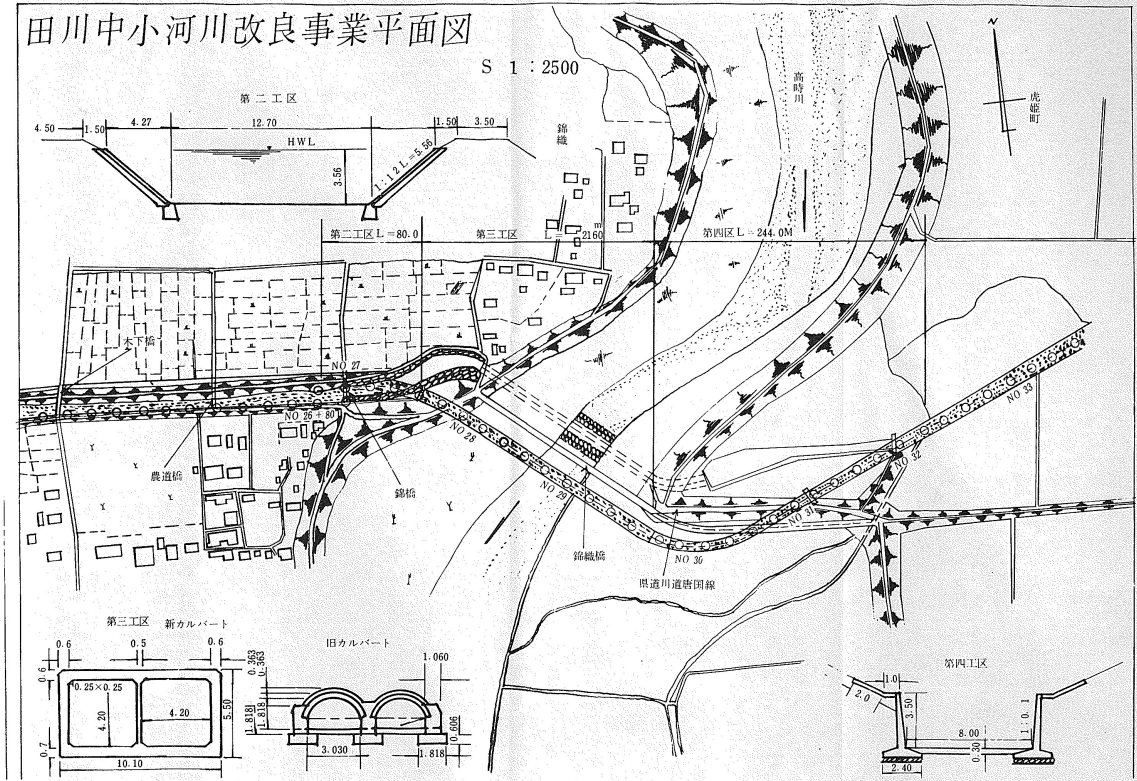 田川中小河川改良事業平面図
S 1：2500
第二工区
4.50
1.50
4.27
12.70
1.50
3.50
HWL
3.56
1：1.2 L=5.56
錦織
高時川
N
虎姫町
第二工区L=80.0
第三工区 L= 2160 m
第四区L=244.0M
木下橋
NO 27
NO 26＋80
NO 28
NO 29
NO 30
NO 31
NO 32
NO 33
農道橋
錦橋
錦織橋
県道川道唐国線
第三工区 新カルバート
0.6
0.5
0.6
0.6
0.25×0.25
4.20
4.20
5.50
0.7
10.10
旧カルバート
0.363
0.363
1.060
1.818
1.818
0.606
3.030
1.818
第四工区
1.0
2.0
3.50
1：0.1
8.00
0.30
2.40